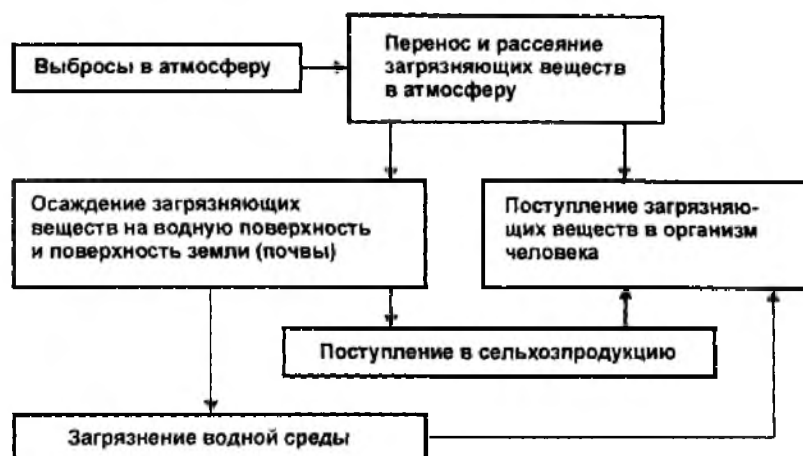 Выбросы в атмосферу
Перенос и рассеяние
загрязняющих веществ
в атмосферу
Осаждение загрязняющих
веществ на водную поверхность
и поверхность земли (почвы)
Поступление загрязняю-
щих веществ в организм
человека
Поступление в сельхозпродукцию
Загрязнение водной среды